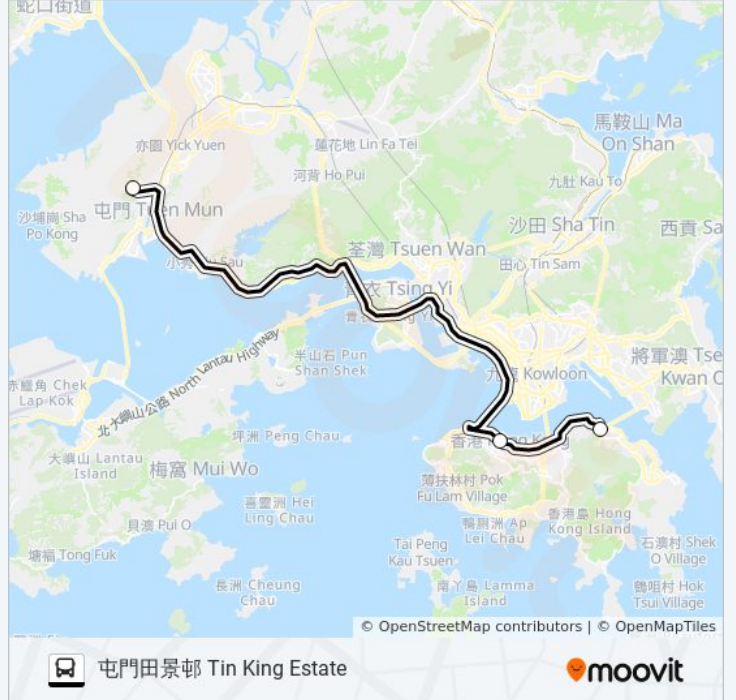 蛇口街道
亦園 Yick Yuen
蓮花地 Lin Fa Tei
馬鞍山 Ma
On Shan
河背 Ho Pui
九肚 Kau To
沙埔崗 Sha
Po Kong
屯門 Tuen Mun
沙田 Sha Tin
西貢 Sa
荃灣 Tsuen Wan
田心 Tin Sam
Tsing Yi
半山石 Pun
Shan Shek
將軍澳 Tse
Kwan O
Kowloon
赤鱲角 Chek
Lap Kok
北大嶼山公路 North Lantau Highway
香港
坪洲 Peng Chau
大嶼山 Lantau
Island
梅窩 Mui Wo
薄扶林村 Pok
Fu Lam Village
喜靈洲 Hei
Ling Chau
香港島 Hong
Kong Island
鴨脷洲 Ap
Lei Chau
貝澳 Pui O
石澳村 Shek
O Village
Tai Peng
Kau Tsuen
塘福 Tong Fuk
長洲 Cheung
Chau
南丫島 Lamma
Island
鶴咀村 Hok
Tsui Village
© OpenStreetMap contributors | © OpenMapTiles
屯門田景邨 Tin King Estate
moovit